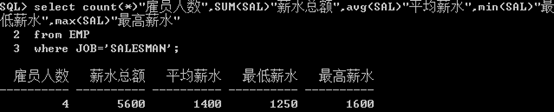 SQL> select count(*)"雇员人数",SUM(SAL)"薪水总额",avg(SAL)"平均薪水",min(SAL)"最
低薪水",max(SAL)"最高薪水"
2 from EMP
3 where JOB='SALESMAN';
雇员人数 薪水总额 平均薪水 最低薪水 最高薪水
---------- ---------- ---------- ---------- ----------
4 5600 1400 1250 1600